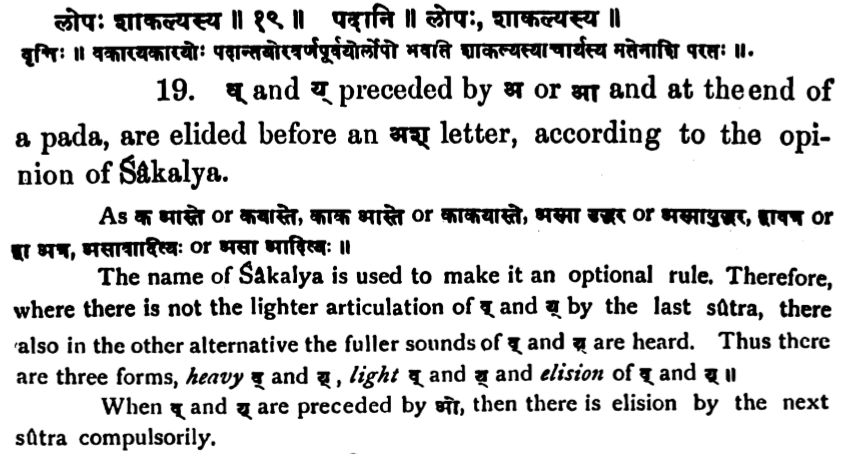 लोपः शाकल्यस्य ॥ १९ ॥ पदानि ॥ लोपः, शाकल्यस्य ॥
वृत्तिः ॥ वकारयकारयोः पदान्तयोरवर्णपूर्वयोर्लोपो भवति शाकल्यस्याचार्यस्य मतेनाशि परतः ॥.
19. व् and य् preceded by अ or आ and at the end of
a pada, are elided before an अश् letter, according to the opi-
nion of Śâkalya.
As क आस्ते or कयास्ते, काक आस्ते or काकयास्ते, अस्मा उद्धर or अस्मायुद्धर, द्वावत्र or
द्वा अत्र, असावादित्यः or असा आदित्यः ॥
The name of Śâkalya is used to make it an optional rule. Therefore,
where there is not the lighter articulation of व् and य् by the last sûtra, there
also in the other alternative the fuller sounds of व् and य् are heard. Thus there
are three forms, heavy व् and य्, light व् and य् and elision of व् and य् ॥
When व् and य् are preceded by ओ, then there is elision by the next
sûtra compulsorily.